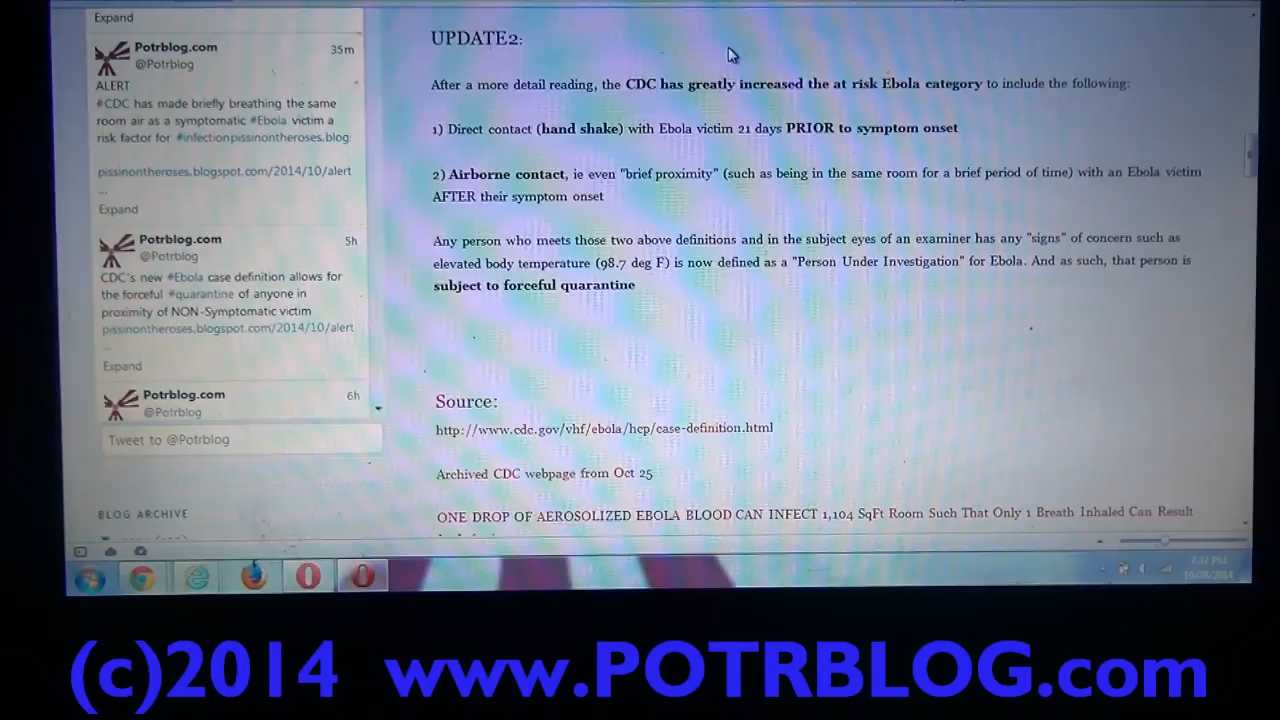 Expand
Potrblog.com
35m
@Potrblog
ALERT
#CDC has made briefly breathing the same
room air as a symptomatic #Ebola victim a
risk factor for #infectionpissinontheroses.blog
pissinontheroses.blogspot.com/2014/10/alert
...
Expand
Potrblog.com
5h
@Potrblog
CDC's new #Ebola case definition allows for
the forceful #quarantine of anyone in
proximity of NON-Symptomatic victim
pissinontheroses.blogspot.com/2014/10/alert
...
Expand
Potrblog.com
6h
@Potrblog
Tweet to @Potrblog
BLOG ARCHIVE
UPDATE2:
After a more detail reading, the CDC has greatly increased the at risk Ebola category to include the following:
1) Direct contact (hand shake) with Ebola victim 21 days PRIOR to symptom onset
2) Airborne contact, ie even "brief proximity" (such as being in the same room for a brief period of time) with an Ebola victim
AFTER their symptom onset
Any person who meets those two above definitions and in the subject eyes of an examiner has any "signs" of concern such as
elevated body temperature (98.7 deg F) is now defined as a "Person Under Investigation" for Ebola. And as such, that person is
subject to forceful quarantine
Source:
http://www.cdc.gov/vhf/ebola/hcp/case-definition.html
Archived CDC webpage from Oct 25
ONE DROP OF AEROSOLIZED EBOLA BLOOD CAN INFECT 1,104 SqFt Room Such That Only 1 Breath Inhaled Can Result
(c)2014 www.POTRBLOG.com